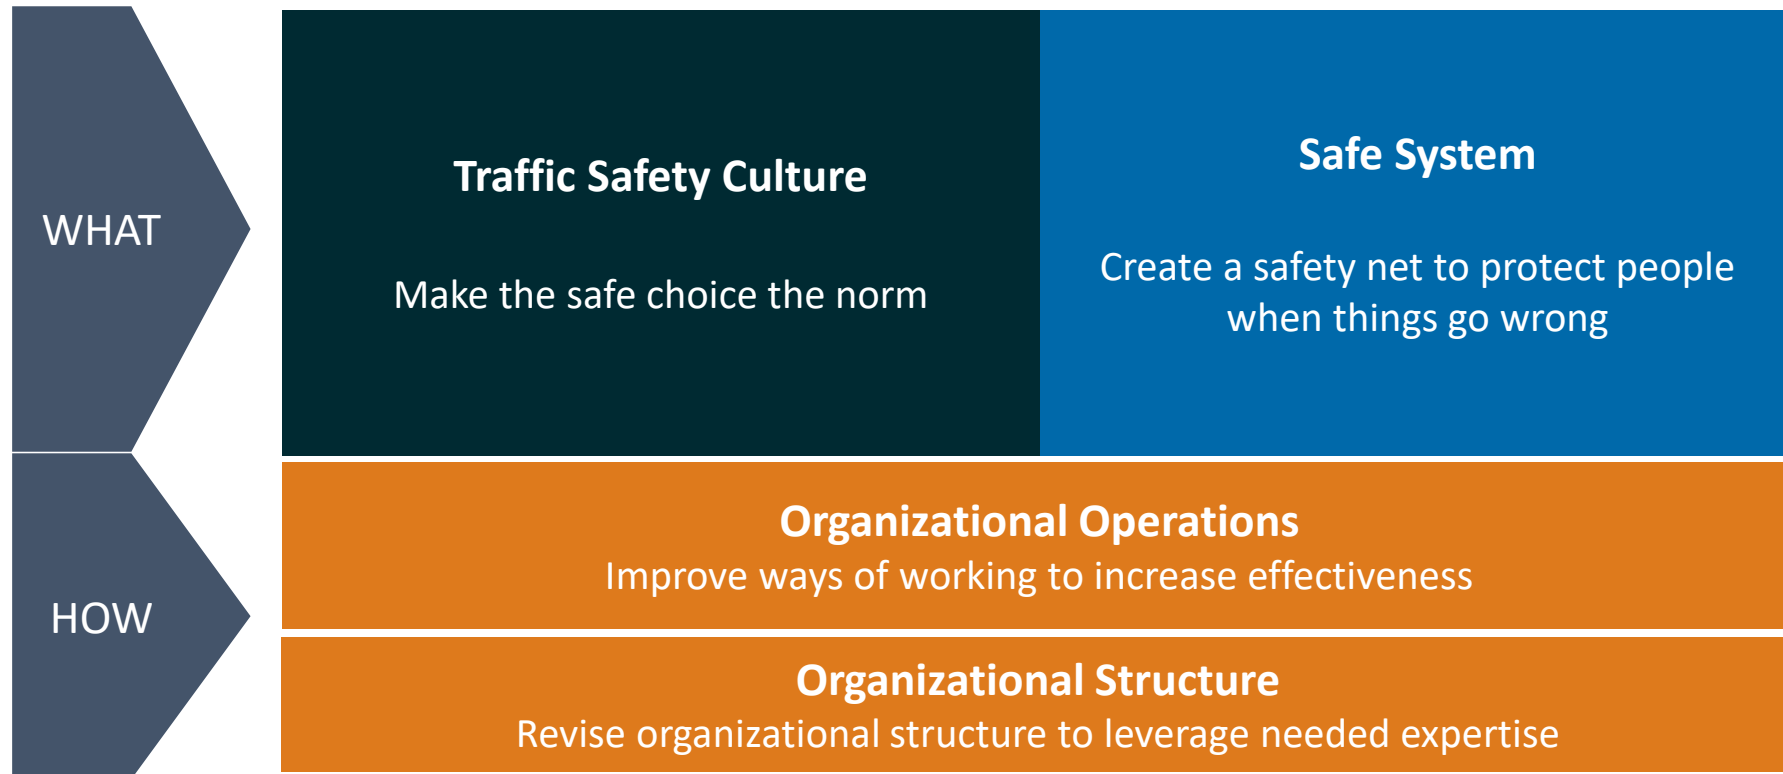 WHAT
Traffic Safety Culture
Make the safe choice the norm
Safe System
Create a safety net to protect people
when things go wrong
HOW
Organizational Operations
Improve ways of working to increase effectiveness
Organizational Structure
Revise organizational structure to leverage needed expertise